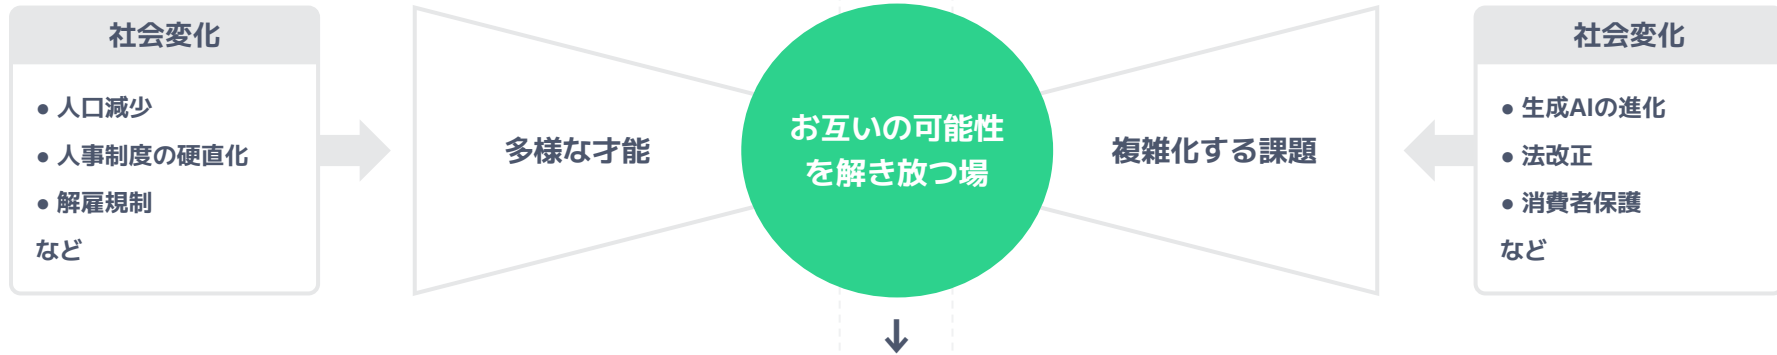 社会変化
● 人口減少
● 人事制度の硬直化
● 解雇規制
など
多様な才能
お互いの可能性
を解き放つ場
複雑化する課題
社会変化
● 生成AIの進化
● 法改正
● 消費者保護
など